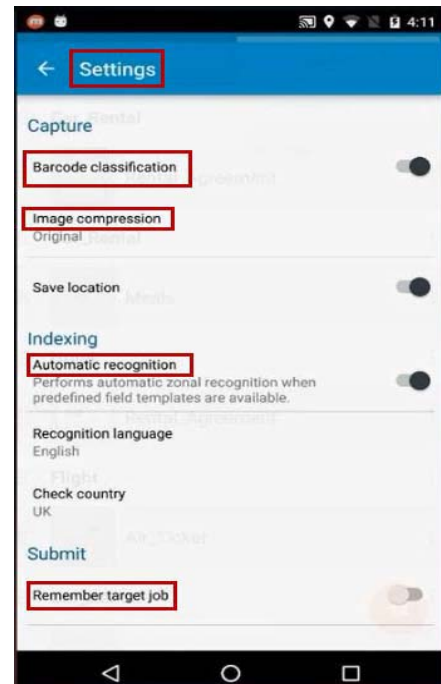 4:11
Settings
Capture
Barcode classification
Image compression
Original
Save location
Indexing
Automatic recognition
Performs automatic zonal recognition when
predefined field templates are available.
Recognition language
English
Check country
UK
Submit
Remember target job